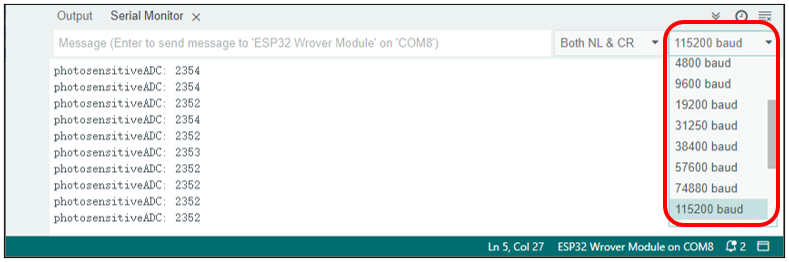 Output Serial Monitor
Message (Enter to send message to 'ESP32 Wrover Module' on 'COM8') Both NL & CR 115200 baud
photosensitiveADC: 2354
photosensitiveADC: 2354
photosensitiveADC: 2352
photosensitiveADC: 2354
photosensitiveADC: 2352
photosensitiveADC: 2353
photosensitiveADC: 2352
photosensitiveADC: 2352
photosensitiveADC: 2352
photosensitiveADC: 2352
4800 baud
9600 baud
19200 baud
31250 baud
38400 baud
57600 baud
74880 baud
115200 baud
Ln 5, Col 27 ESP32 Wrover Module on COM8 2